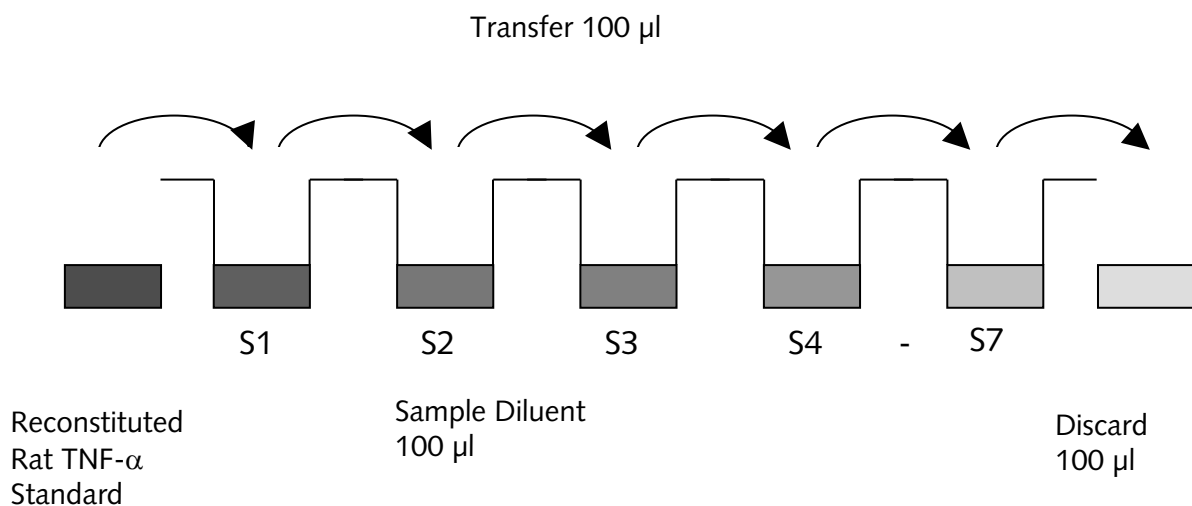 Transfer 100 µl
S1 S2 S3 S4 - S7
Reconstituted
Rat TNF-α
Standard
Sample Diluent
100 µl
Discard
100 µl